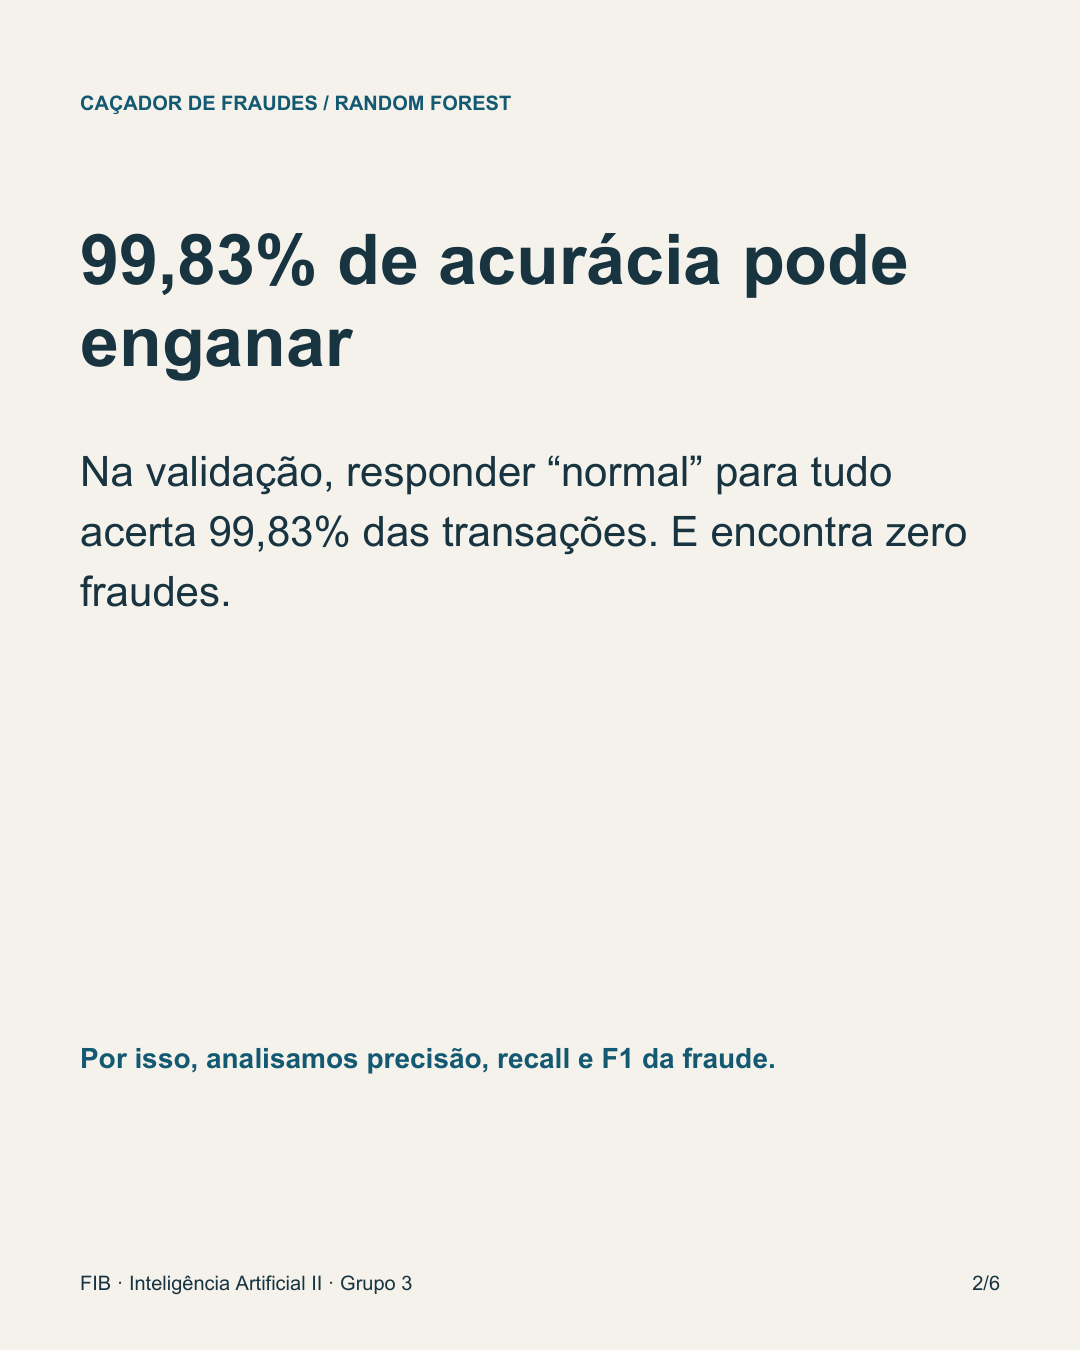 CAÇADOR DE FRAUDES / RANDOM FOREST
99,83% de acurácia pode
enganar
Na validação, responder “normal” para tudo
acerta 99,83% das transações. E encontra zero
fraudes.
Por isso, analisamos precisão, recall e F1 da fraude.
FIB · Inteligência Artificial II · Grupo 3
2/6